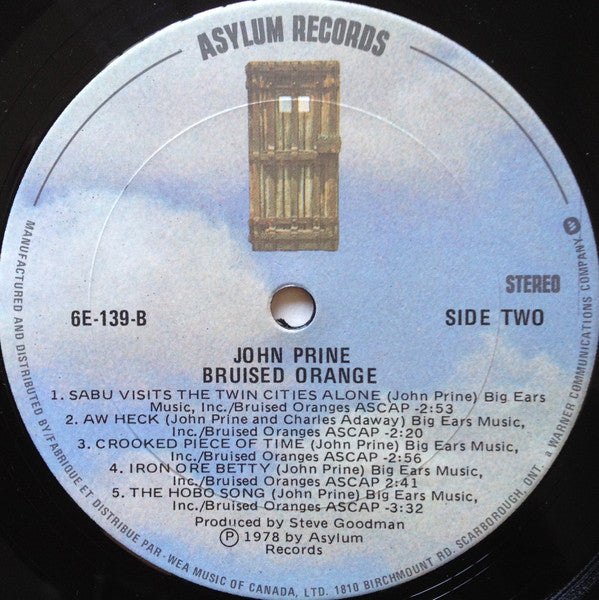 ASYLUM RECORDS
STEREO
6E-139-B
SIDE TWO
JOHN PRINE
BRUISED ORANGE
1. SABU VISITS THE TWIN CITIES ALONE (John Prine) Big Ears
Music, Inc./Bruised Oranges ASCAP -2:53
2. AW HECK (John Prine and Charles Adaway) Big Ears Music,
Inc./Bruised Oranges ASCAP -2:20
3. CROOKED PIECE OF TIME (John Prine) Big Ears Music,
Inc./Bruised Oranges ASCAP -2:56
4. IRON ORE BETTY (John Prine) Big Ears Music,
Inc./Bruised Oranges ASCAP 2:41
5. THE HOBO SONG (John Prine) Big Ears Music,
Inc./Bruised Oranges ASCAP -3:32
Produced by Steve Goodman
Ⓟ 1978 by Asylum
Records
MANUFACTURED AND DISTRIBUTED BY/FABRIQUE ET DISTRIBUE PAR - WEA MUSIC OF CANADA, LTD. 1810 BIRCHMOUNT RD. SCARBOROUGH, ONT. a WARNER COMMUNICATIONS COMPANY.